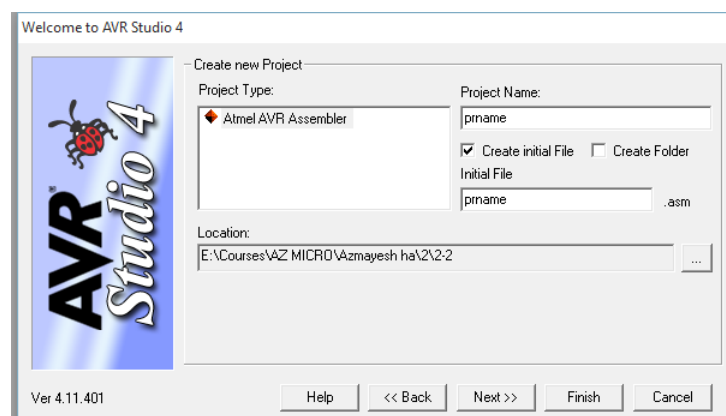 Welcome to AVR Studio 4
AVR® Studio 4
Create new Project
Project Type:
Atmel AVR Assembler
Project Name:
prname
Create initial File
Create Folder
Initial File
prname
.asm
Location:
E:\Courses\AZ MICRO\Azmayesh ha\2\2-2
...
Ver 4.11.401
Help
<< Back
Next >>
Finish
Cancel